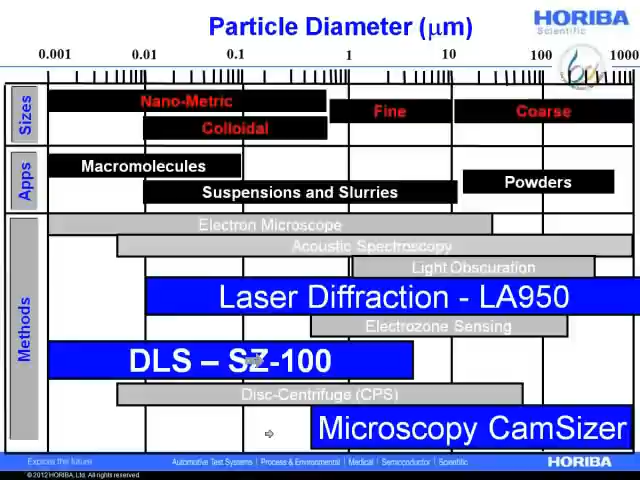 Particle Diameter (µm)
HORIBA
Scientific
0.001 0.01 0.1 1 10 100 1000
Sizes
Nano-Metric
Colloidal
Fine
Coarse
Apps
Macromolecules
Suspensions and Slurries
Powders
Methods
Electron Microscope
Acoustic Spectroscopy
Light Obscuration
Laser Diffraction - LA950
Electrozone Sensing
DLS – SZ-100
Disc-Centrifuge (CPS)
Microscopy CamSizer
Explore the future
Automotive Test Systems | Process & Environmental | Medical | Semiconductor | Scientific
HORIBA
© 2012 HORIBA, Ltd. All rights reserved.